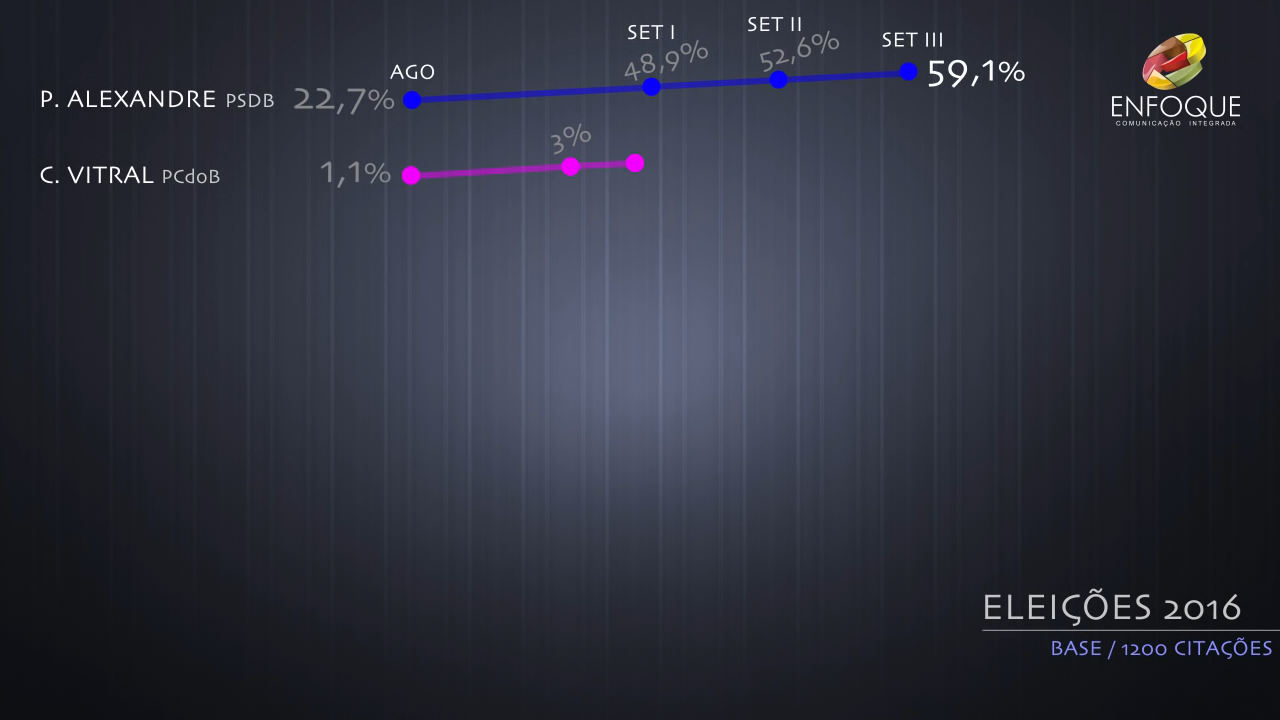 AGO
SET I
SET II
SET III
P. ALEXANDRE PSDB 22,7% 48,9% 52,6% 59,1%
C. VITRAL PCdoB 1,1% 3%
ENFOQUE
COMUNICAÇÃO INTEGRADA
ELEIÇÕES 2016
BASE / 1200 CITAÇÕES